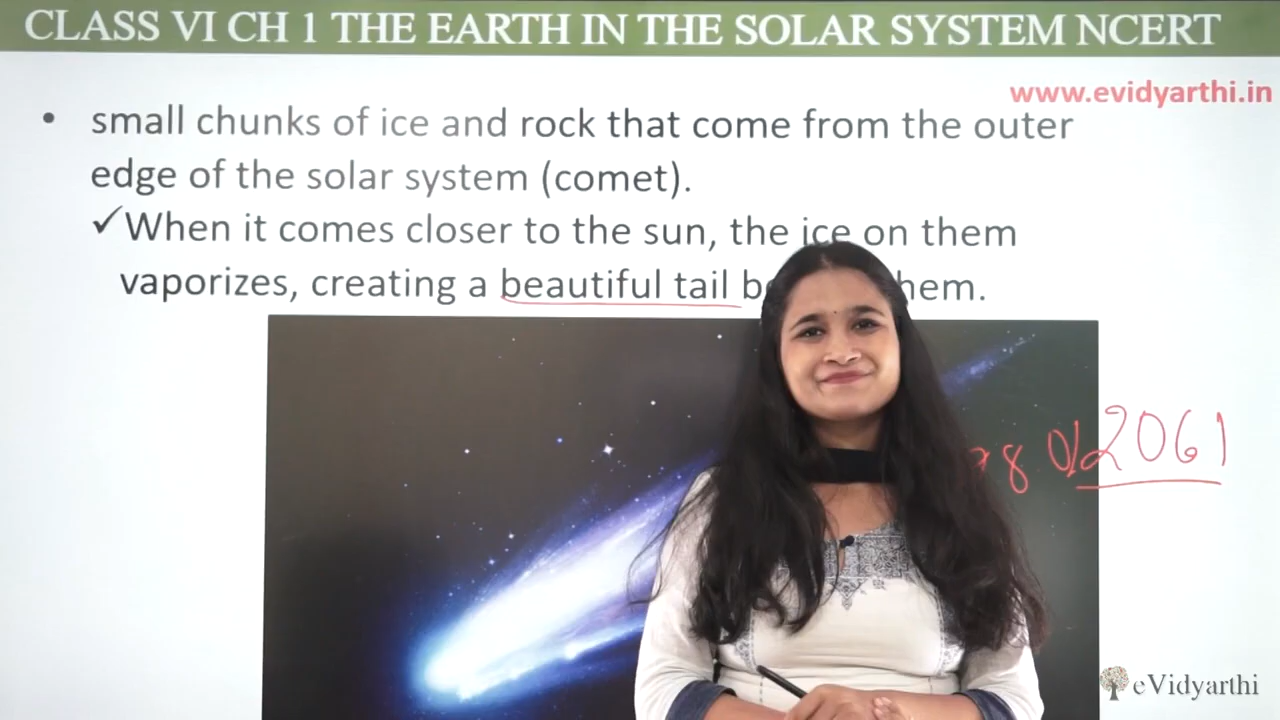 CLASS VI CH 1 THE EARTH IN THE SOLAR SYSTEM NCERT
www.evidyarthi.in
• small chunks of ice and rock that come from the outer
edge of the solar system (comet).
✓When it comes closer to the sun, the ice on them
vaporizes, creating a beautiful tail hem.
2061
eVidyarthi